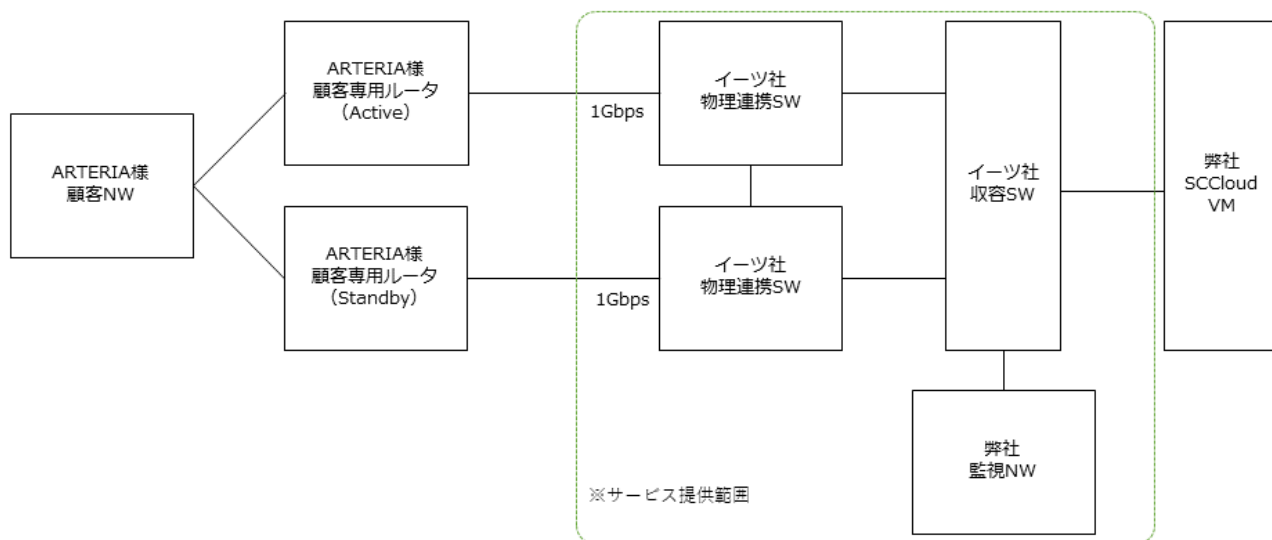 ARTERIA様
顧客NW
ARTERIA様
顧客専用ルータ
（Active）
1Gbps
イーツ社
物理連携SW
ARTERIA様
顧客専用ルータ
（Standby）
1Gbps
イーツ社
物理連携SW
イーツ社
収容SW
弊社
SCCloud
VM
弊社
監視NW
※サービス提供範囲